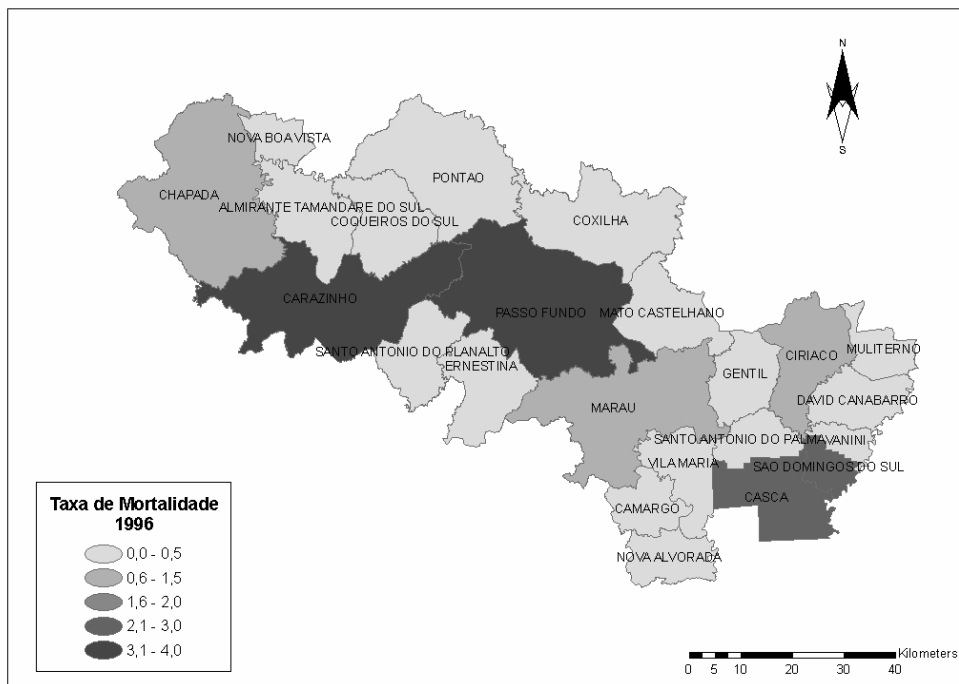 N
S
NOVA BOA VISTA
CHAPADA
PONTAO
ALMIRANTE TAMANDARE DO SUL
COQUEIROS DO SUL
COXILHA
CARAZINHO
PASSO FUNDO
MATO CASTELHANO
SANTO ANTONIO DO PLANALTO
ERNESTINA
CIRIACO
MULITERNO
GENTIL
DAVID CANABARRO
MARAU
SANTO ANTONIO DO PALMA
VANINI
VILA MARIA
SAO DOMINGOS DO SUL
CASCA
CAMARGO
NOVA ALVORADA
Taxa de Mortalidade
1996
0,0 - 0,5
0,6 - 1,5
1,6 - 2,0
2,1 - 3,0
3,1 - 4,0
Kilometers
0 5 10 20 30 40